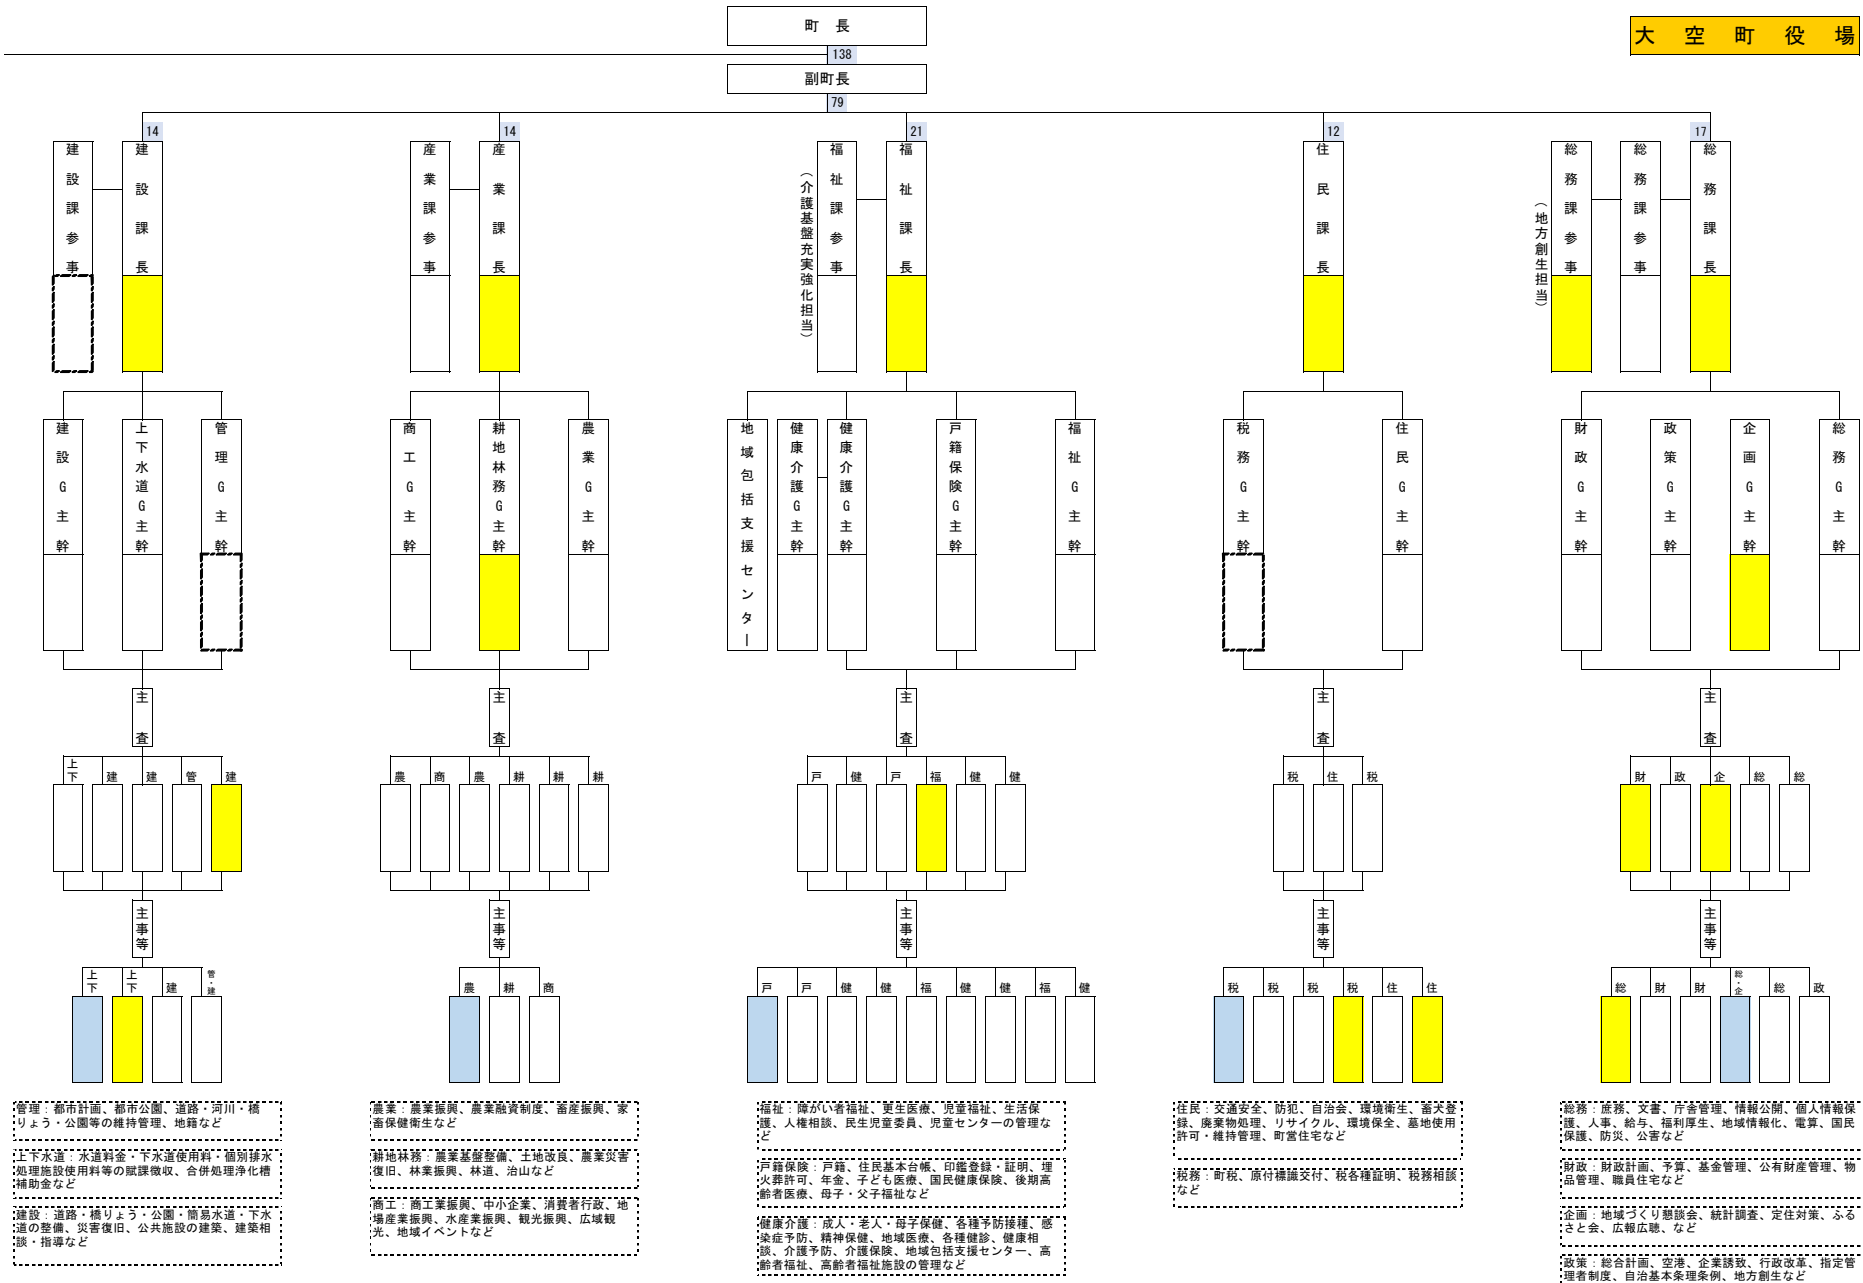 大空町役場
町長
138
副町長
79
14
建設課参事
建設課長
14
産業課参事
産業課長
21
(介護基盤充実強化担当)
福祉課参事
福祉課長
12
住民課長
17
(地方創生担当)
総務課参事
総務課参事
総務課長
建設G主幹
上下水道G主幹
管理G主幹
商工G主幹
耕地林務G主幹
農業G主幹
地域包括支援センター
健康介護G主幹
健康介護G主幹
戸籍保険G主幹
福祉G主幹
税務G主幹
住民G主幹
財政G主幹
政策G主幹
企画G主幹
総務G主幹
主査
主査
主査
主査
主査
上下
建
建
管
建
農
商
農
耕
耕
耕
戸
健
戸
福
健
健
税
住
税
財
政
企
総
総
主事等
主事等
主事等
主事等
主事等
上下
上下
建
管・建
農
耕
商
戸
戸
健
健
福
健
健
福
健
税
税
税
税
住
住
総
財
財
総・企
総
政
管理:都市計画、都市公園、道路・河川・橋
りょう・公園等の維持管理、地籍など
上下水道:水道料金・下水道使用料・個別排水
処理施設使用料等の賦課徴収、合併処理浄化槽
補助金など
建設:道路・橋りょう・公園・簡易水道・下水
道の整備、災害復旧、公共施設の建築、建築相
談・指導など
農業:農業振興、農業融資制度、畜産振興、家
畜保健衛生など
耕地林務:農業基盤整備、土地改良、農業災害
復旧、林業振興、林道、治山など
商工:商工業振興、中小企業、消費者行政、地
場産業振興、水産業振興、観光振興、広域観
光、地域イベントなど
福祉:障がい者福祉、更生医療、児童福祉、生活保
護、人権相談、民生児童委員、児童センターの管理な
ど
戸籍保険:戸籍、住民基本台帳、印鑑登録・証明、埋
火葬許可、年金、子ども医療、国民健康保険、後期高
齢者医療、母子・父子福祉など
健康介護:成人・老人・母子保健、各種予防接種、感
染症予防、精神保健、地域医療、各種健診、健康相
談、介護予防、介護保険、地域包括支援センター、高
齢者福祉、高齢者福祉施設の管理など
住民:交通安全、防犯、自治会、環境衛生、畜犬登
録、廃棄物処理、リサイクル、環境保全、墓地使用
許可・維持管理、町営住宅など
税務:町税、原付標識交付、税各種証明、税務相談
など
総務:庶務、文書、庁舎管理、情報公開、個人情報保
護、人事、給与、福利厚生、地域情報化、電算、国民
保護、防災、公害など
財政:財政計画、予算、基金管理、公有財産管理、物
品管理、職員住宅など
企画:地域づくり懇談会、統計調査、定住対策、ふる
さと会、広報広聴、など
政策:総合計画、空港、企業誘致、行政改革、指定管
理者制度、自治基本条理条例、地方創生など